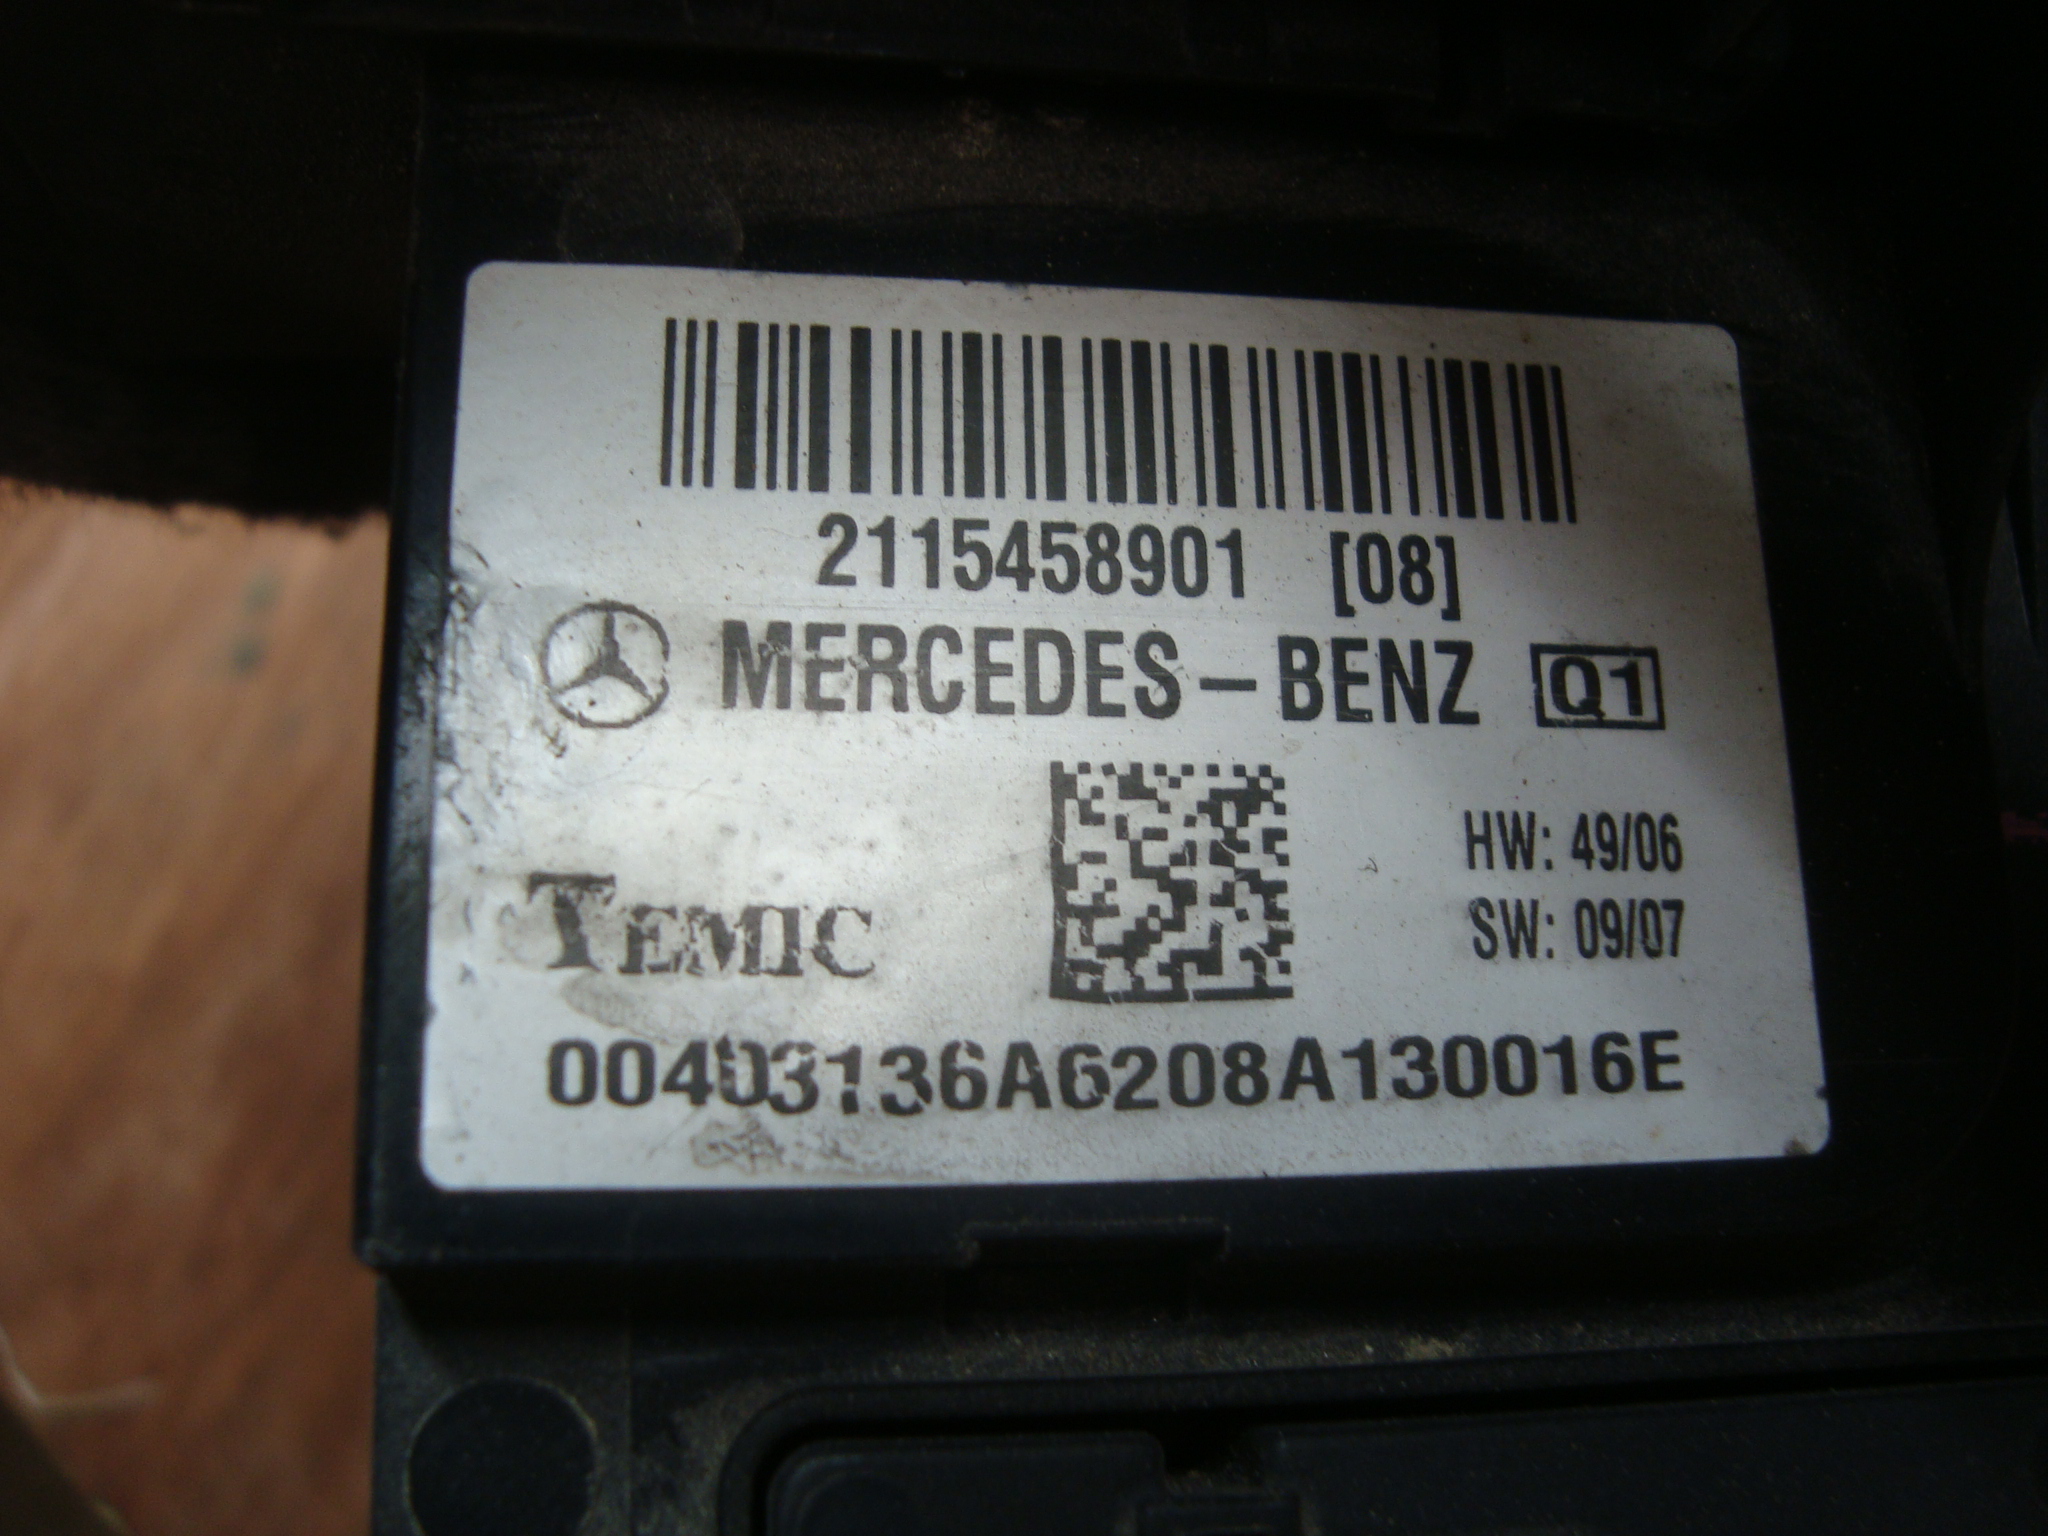 2115458901 [08]
MERCEDES-BENZ Q1
HW: 49/06
TEMIC
SW: 09/07
00403136A6208A130016E